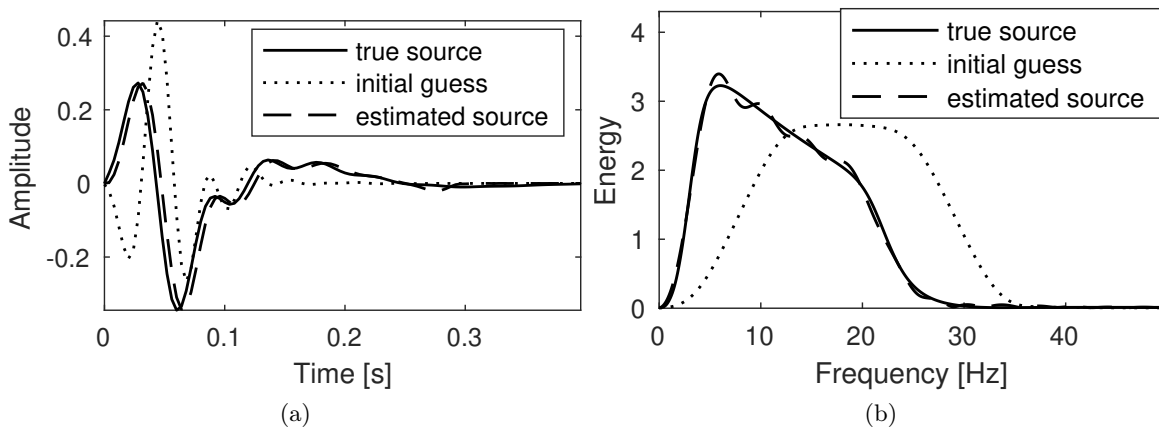 0.4
0.2
0
-0.2
Amplitude
0
0.1
0.2
0.3
Time [s]
true source
initial guess
estimated source
(a)
4
3
2
1
0
Energy
0
10
20
30
40
Frequency [Hz]
true source
initial guess
estimated source
(b)